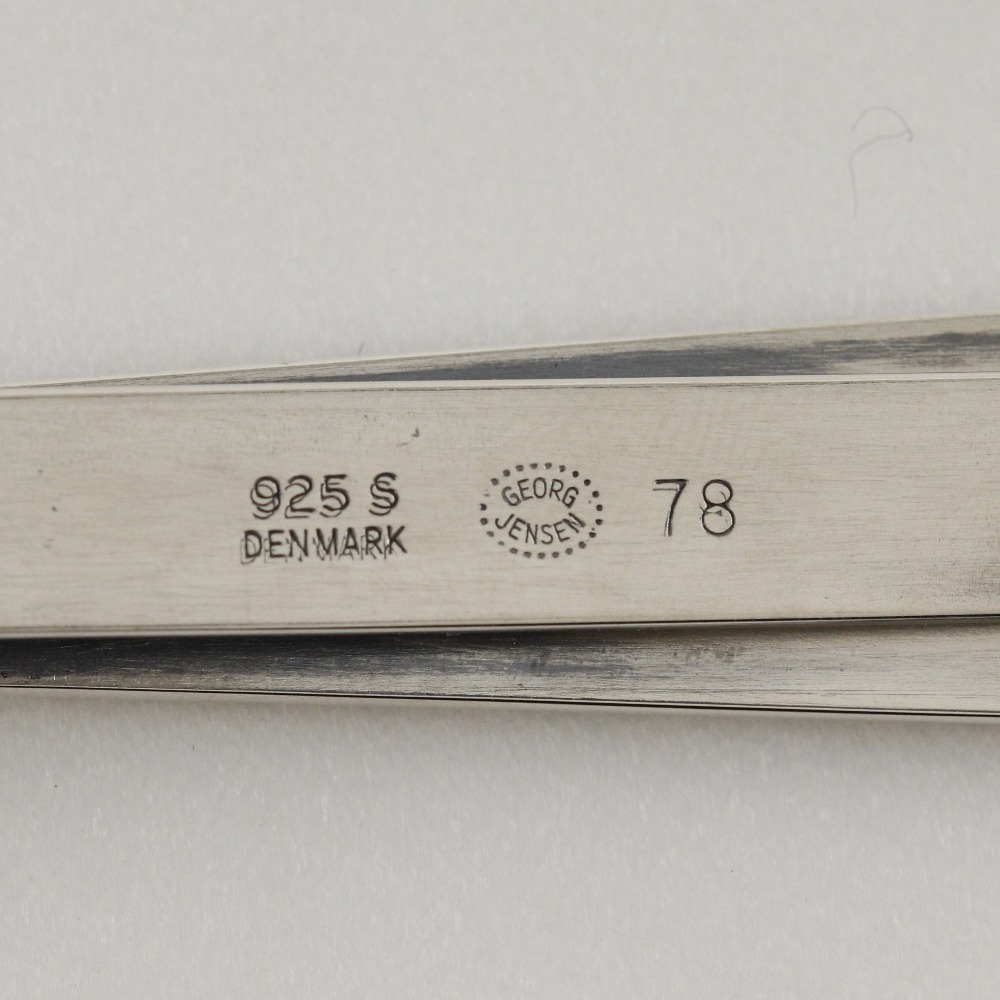 925 S
DENMARK
GEORG
JENSEN
78